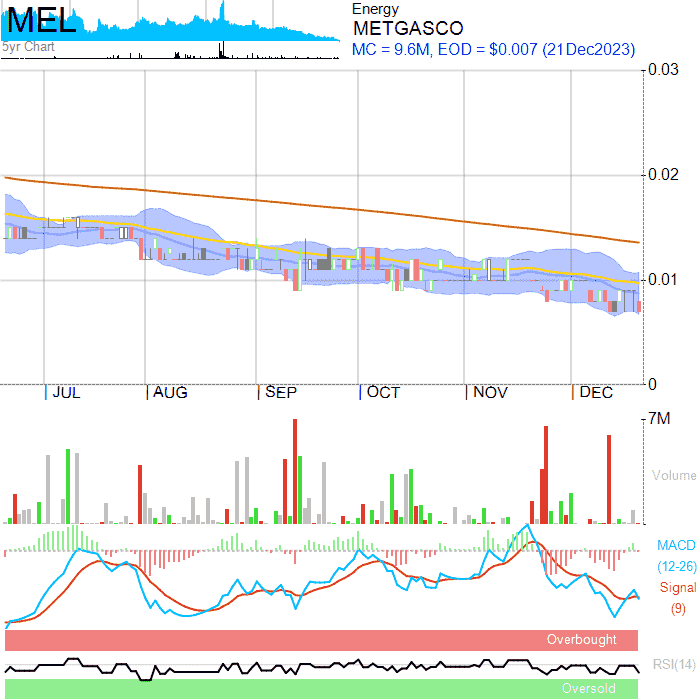 MEL
5yr Chart
Energy
METGASCO
MC = 9.6M, EOD = $0.007 (21Dec2023)
0.03
0.02
0.01
0
JUL AUG SEP OCT NOV DEC
7M
Volume
MACD
(12-26)
Signal
(9)
Overbought
RSI(14)
Oversold